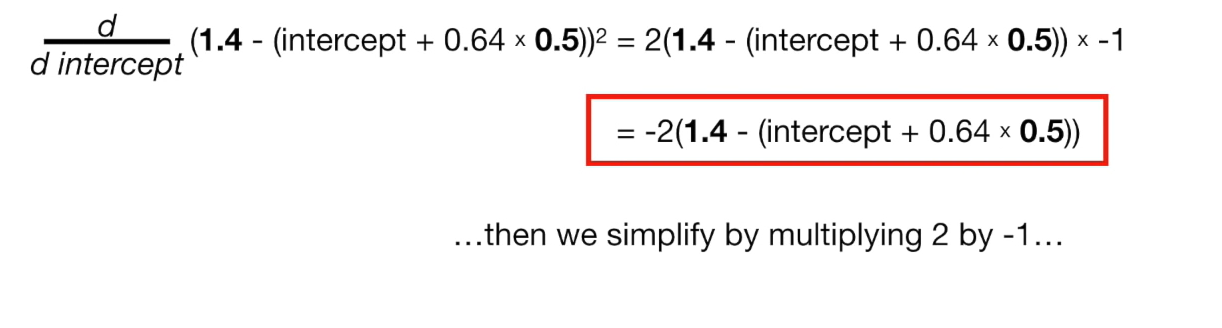 d
d intercept
(1.4 - (intercept + 0.64 × 0.5))² = 2(1.4 - (intercept + 0.64 × 0.5)) × -1
= -2(1.4 - (intercept + 0.64 × 0.5))
…then we simplify by multiplying 2 by -1…